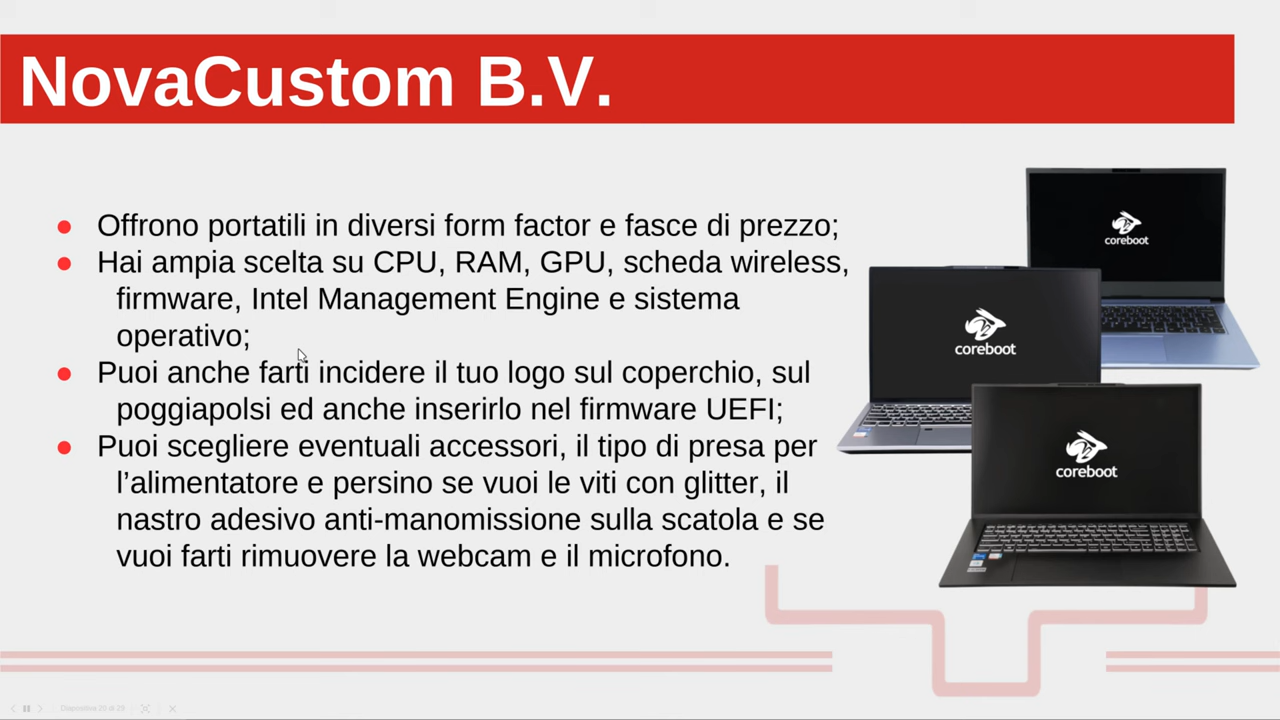 NovaCustom B.V.
● Offrono portatili in diversi form factor e fasce di prezzo;
● Hai ampia scelta su CPU, RAM, GPU, scheda wireless,
firmware, Intel Management Engine e sistema
operativo;
● Puoi anche farti incidere il tuo logo sul coperchio, sul
poggiapolsi ed anche inserirlo nel firmware UEFI;
● Puoi scegliere eventuali accessori, il tipo di presa per
l’alimentatore e persino se vuoi le viti con glitter, il
nastro adesivo anti-manomissione sulla scatola e se
vuoi farti rimuovere la webcam e il microfono.
coreboot
coreboot
coreboot
Diapositiva 20 di 29